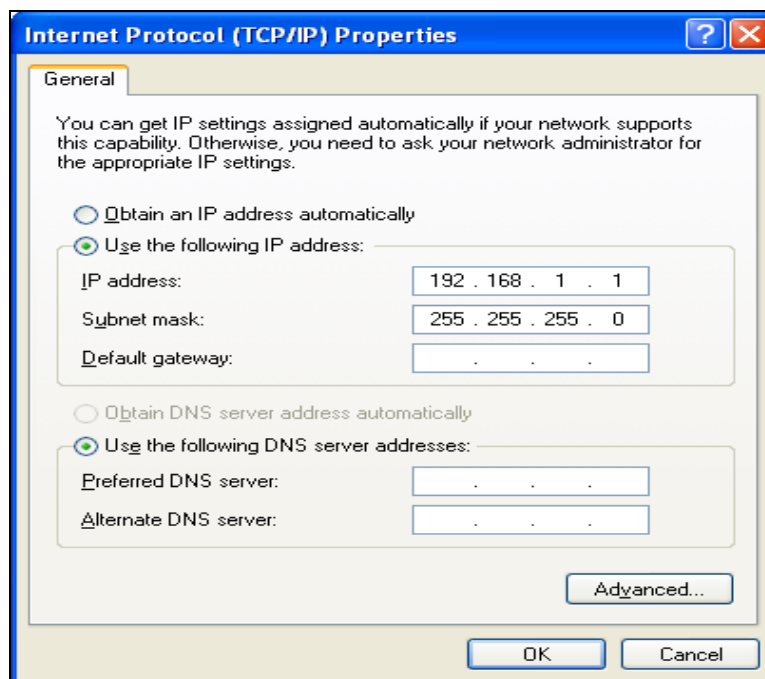 Internet Protocol (TCP/IP) Properties
?
General
You can get IP settings assigned automatically if your network supports
this capability. Otherwise, you need to ask your network administrator for
the appropriate IP settings.
Obtain an IP address automatically
Use the following IP address:
IP address: 192 . 168 . 1 . 1
Subnet mask: 255 . 255 . 255 . 0
Default gateway: . . .
Obtain DNS server address automatically
Use the following DNS server addresses:
Preferred DNS server: . . .
Alternate DNS server: . . .
Advanced...
OK Cancel